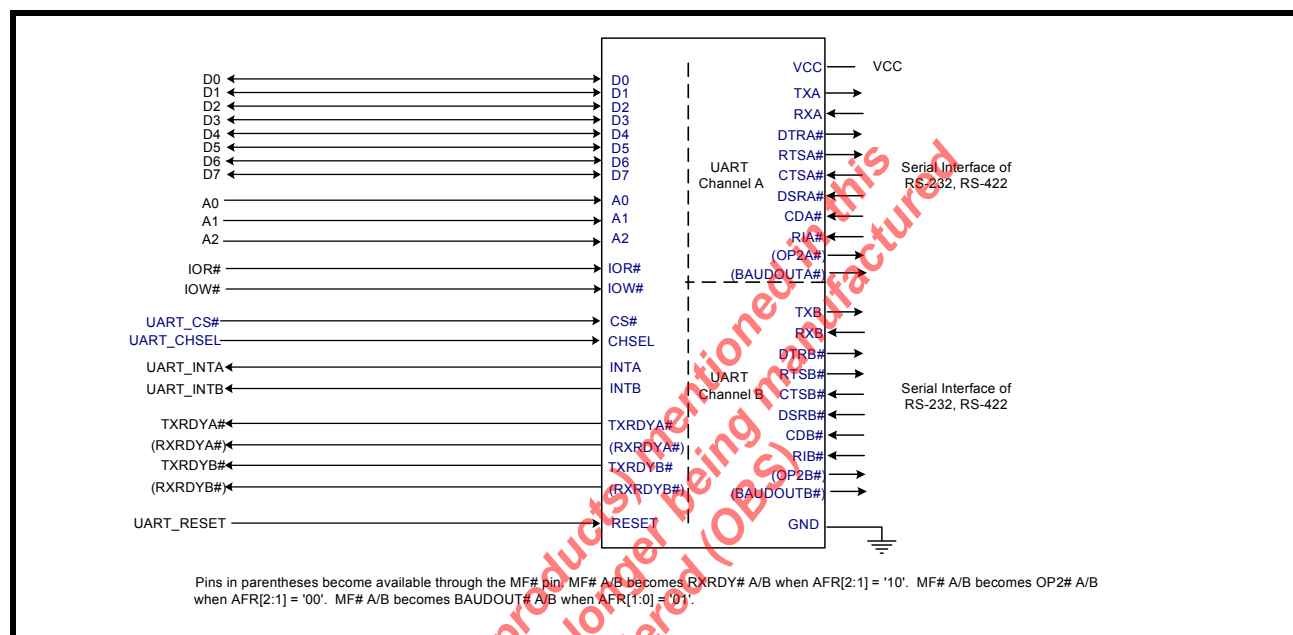 D0
D1
D2
D3
D4
D5
D6
D7
A0
A1
A2
IOR#
IOW#
UART_CS#
UART_CHSEL
UART_INTA
UART_INTB
TXRDYA#
(RXRDYA#)
TXRDYB#
(RXRDYB#)
UART_RESET
D0
D1
D2
D3
D4
D5
D6
D7
A0
A1
A2
IOR#
IOW#
CS#
CHSEL
INTA
INTB
TXRDYA#
(RXRDYA#)
TXRDYB#
(RXRDYB#)
RESET
UART
Channel A
UART
Channel B
VCC
TXA
RXA
DTRA#
RTSA#
CTSA#
DSRA#
CDA#
RIA#
(OP2A#)
(BAUDOUTA#)
TXB
RXB
DTRB#
RTSB#
CTSB#
DSRB#
CDB#
RIB#
(OP2B#)
(BAUDOUTB#)
GND
VCC
Serial Interface of
RS-232, RS-422
Serial Interface of
RS-232, RS-422
Pins in parentheses become available through the MF# pin. MF# A/B becomes RXRDY# A/B when AFR[2:1] = '10'. MF# A/B becomes OP2# A/B
when AFR[2:1] = '00'. MF# A/B becomes BAUDOUT# A/B when AFR[1:0] = '01'.
products) mentioned in this
longer being manufactured
(OBS)